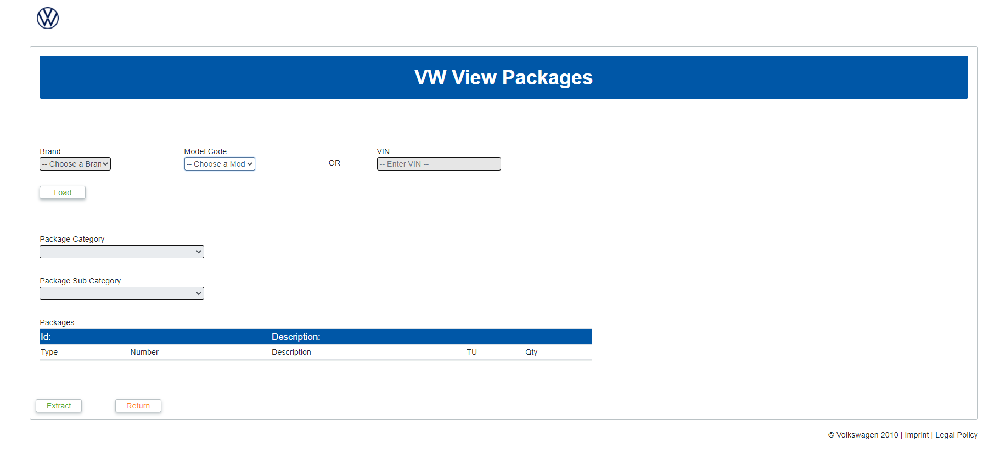 VW View Packages
Brand
Model Code
VIN:
-- Choose a Bran
-- Choose a Mod
OR
-- Enter VIN --
Load
Package Category
Package Sub Category
Packages:
Id: Description:
Type Number Description TU Qty
Extract Return
© Volkswagen 2010 | Imprint | Legal Policy